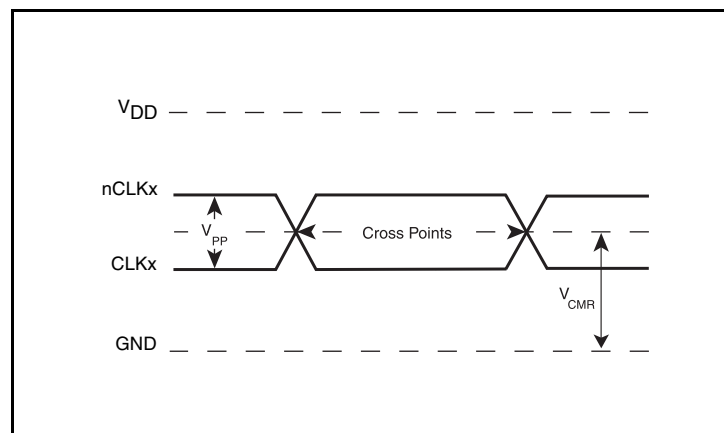 VDD
nCLKx
VPP
Cross Points
CLKx
VCMR
GND